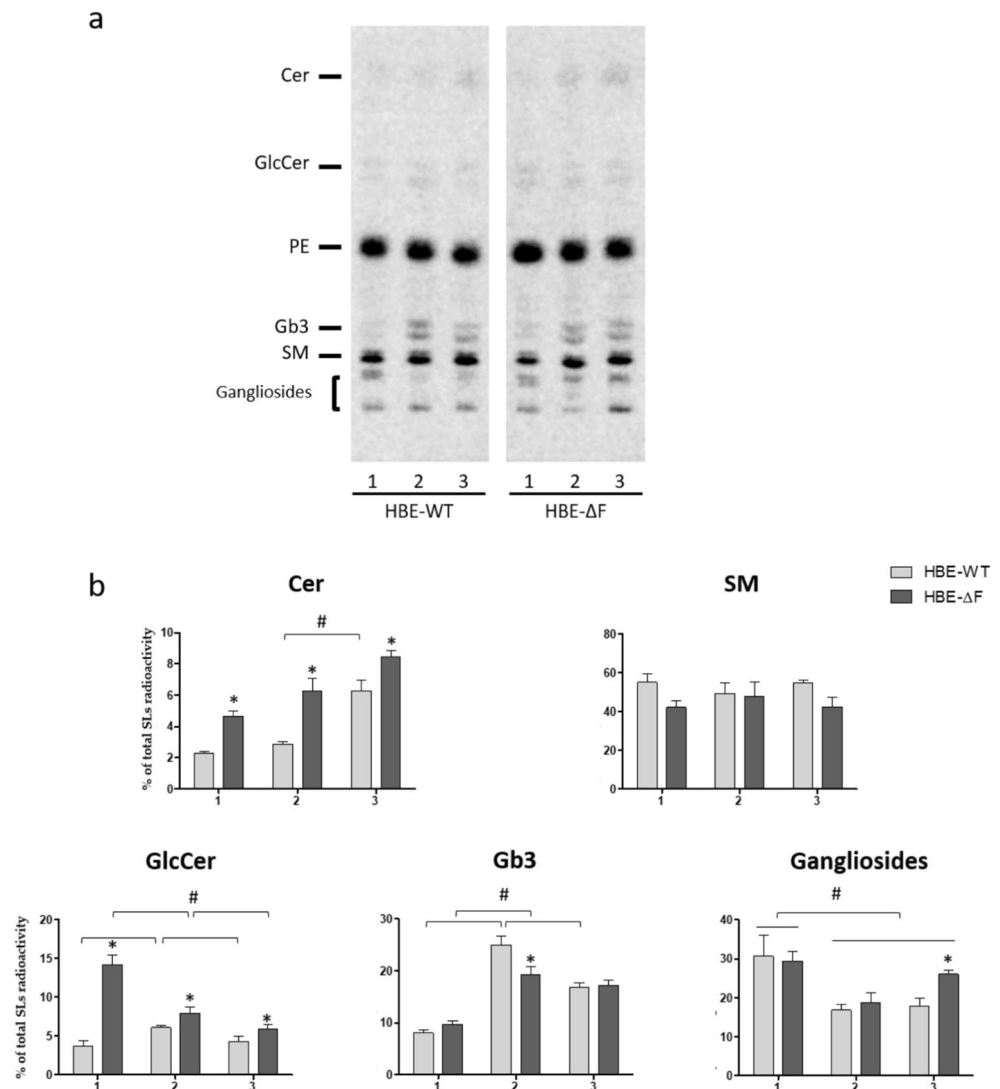 a
Cer
GlcCer
PE
Gb3
SM
Gangliosides
1 2 3 1 2 3
HBE-WT HBE-ΔF
b
Cer SM
HBE-WT
HBE-ΔF
% of total SLs radioactivity
10
8
6
4
2
0
#
*
*
*
1 2 3
80
60
40
20
0
1 2 3
GlcCer Gb3 Gangliosides
% of total SLs radioactivity
20
15
10
5
0
#
*
*
*
1 2 3
30
20
10
0
#
*
1 2 3
40
30
20
10
0
#
*
1 2 3